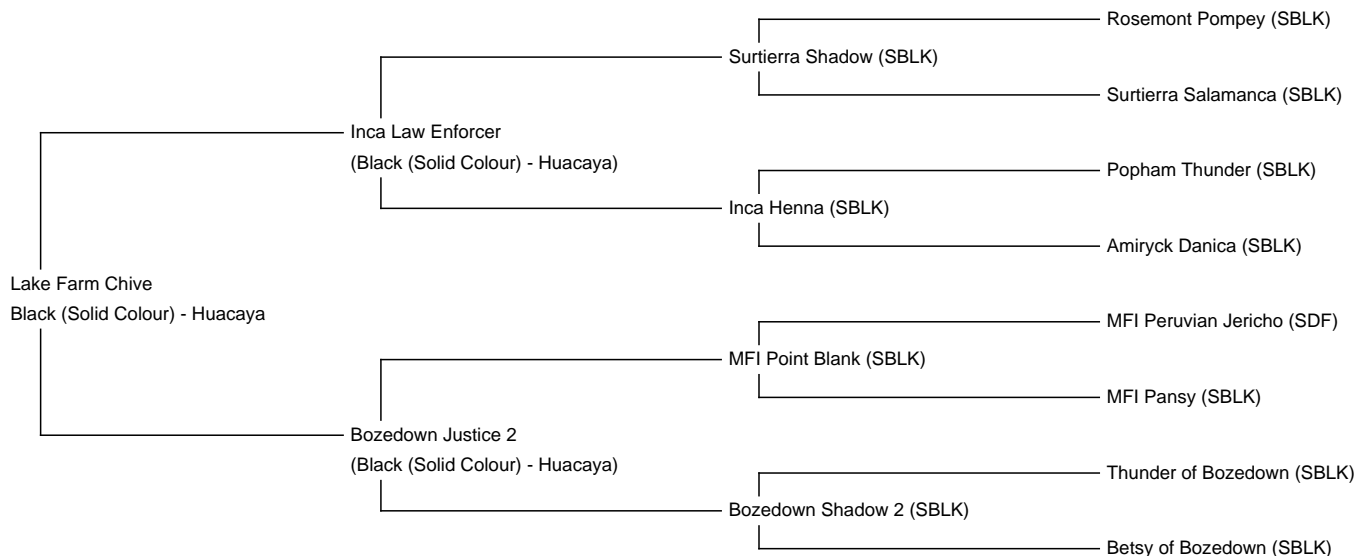 Rosemont Pompey (SBLK)
Surtierra Shadow (SBLK)
Surtierra Salamanca (SBLK)
Inca Law Enforcer
(Black (Solid Colour) - Huacaya)
Popham Thunder (SBLK)
Inca Henna (SBLK)
Amiryck Danica (SBLK)
Lake Farm Chive
Black (Solid Colour) - Huacaya
MFI Peruvian Jericho (SDF)
MFI Point Blank (SBLK)
MFI Pansy (SBLK)
Bozedown Justice 2
(Black (Solid Colour) - Huacaya)
Thunder of Bozedown (SBLK)
Bozedown Shadow 2 (SBLK)
Betsy of Bozedown (SBLK)